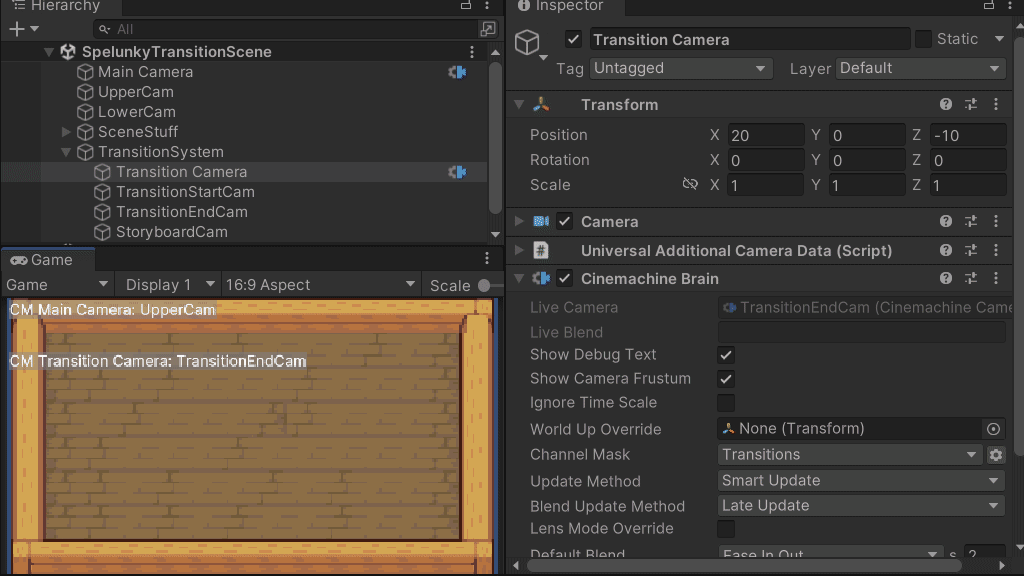 Hierarchy
All
SpelunkyTransitionScene
Main Camera
UpperCam
LowerCam
SceneStuff
TransitionSystem
Transition Camera
TransitionStartCam
TransitionEndCam
StoryboardCam
Game
Game Display 1 16:9 Aspect Scale
CM Main Camera: UpperCam
CM Transition Camera: TransitionEndCam
Inspector
Transition Camera Static
Tag Untagged Layer Default
Transform
Position X 20 Y 0 Z -10
Rotation X 0 Y 0 Z 0
Scale X 1 Y 1 Z 1
Camera
# Universal Additional Camera Data (Script)
Cinemachine Brain
Live Camera TransitionEndCam (Cinemachine Came
Live Blend
Show Debug Text
Show Camera Frustum
Ignore Time Scale
World Up Override None (Transform)
Channel Mask Transitions
Update Method Smart Update
Blend Update Method Late Update
Lens Mode Override
Default Blend Ease In Out s 2